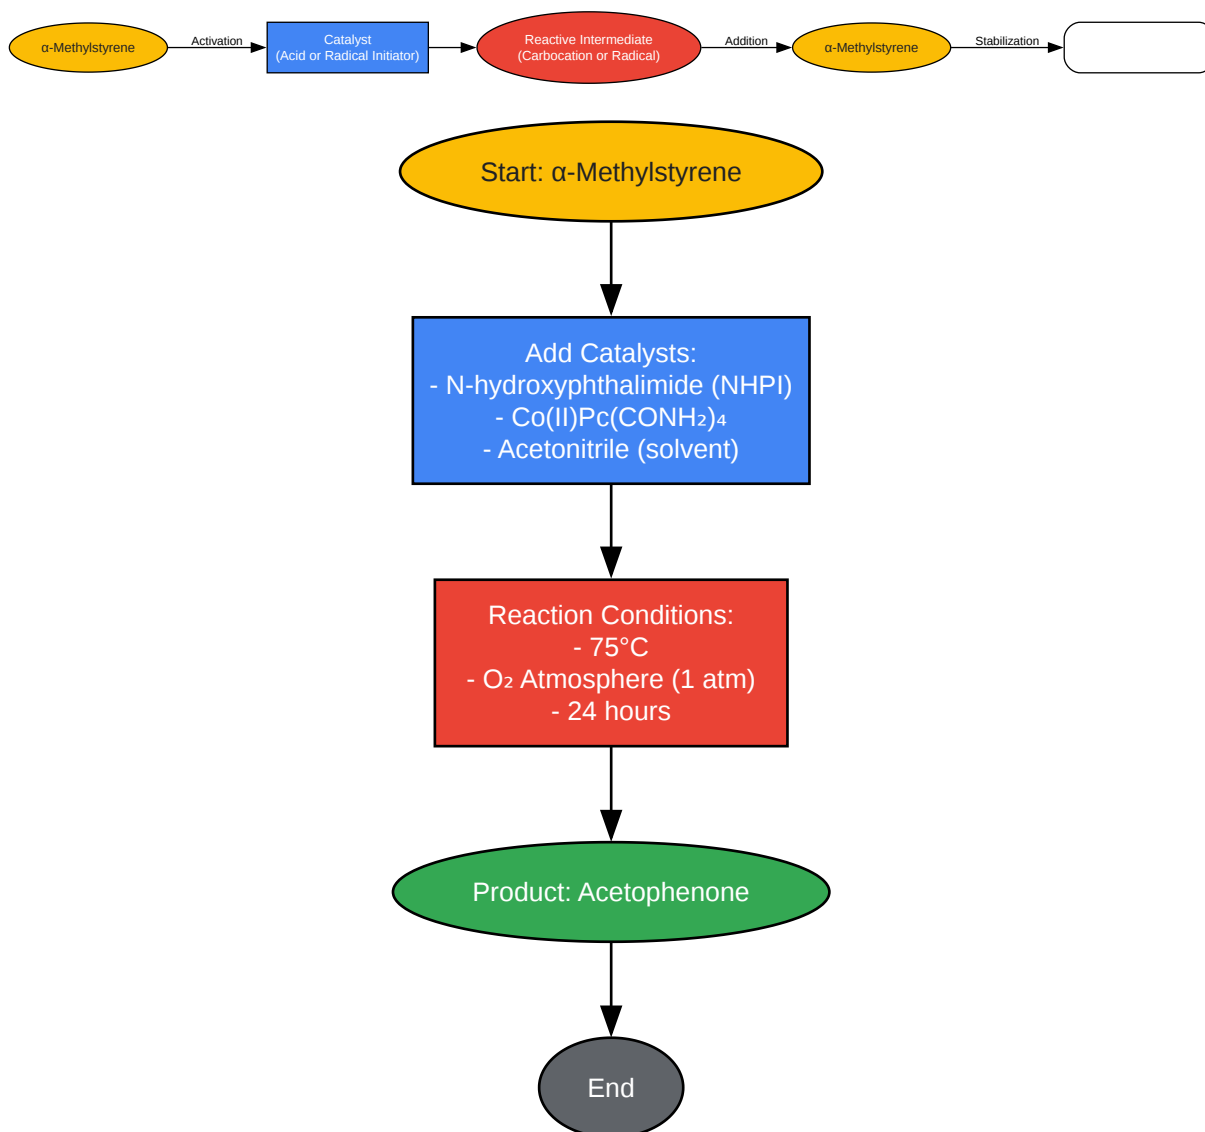 α-Methylstyrene
Activation
Catalyst
(Acid or Radical Initiator)
Reactive Intermediate
(Carbocation or Radical)
Addition
α-Methylstyrene
Stabilization
Start: α-Methylstyrene
Add Catalysts:
- N-hydroxyphthalimide (NHPI)
- Co(II)Pc(CONH₂)₄
- Acetonitrile (solvent)
Reaction Conditions:
- 75°C
- O₂ Atmosphere (1 atm)
- 24 hours
Product: Acetophenone
End